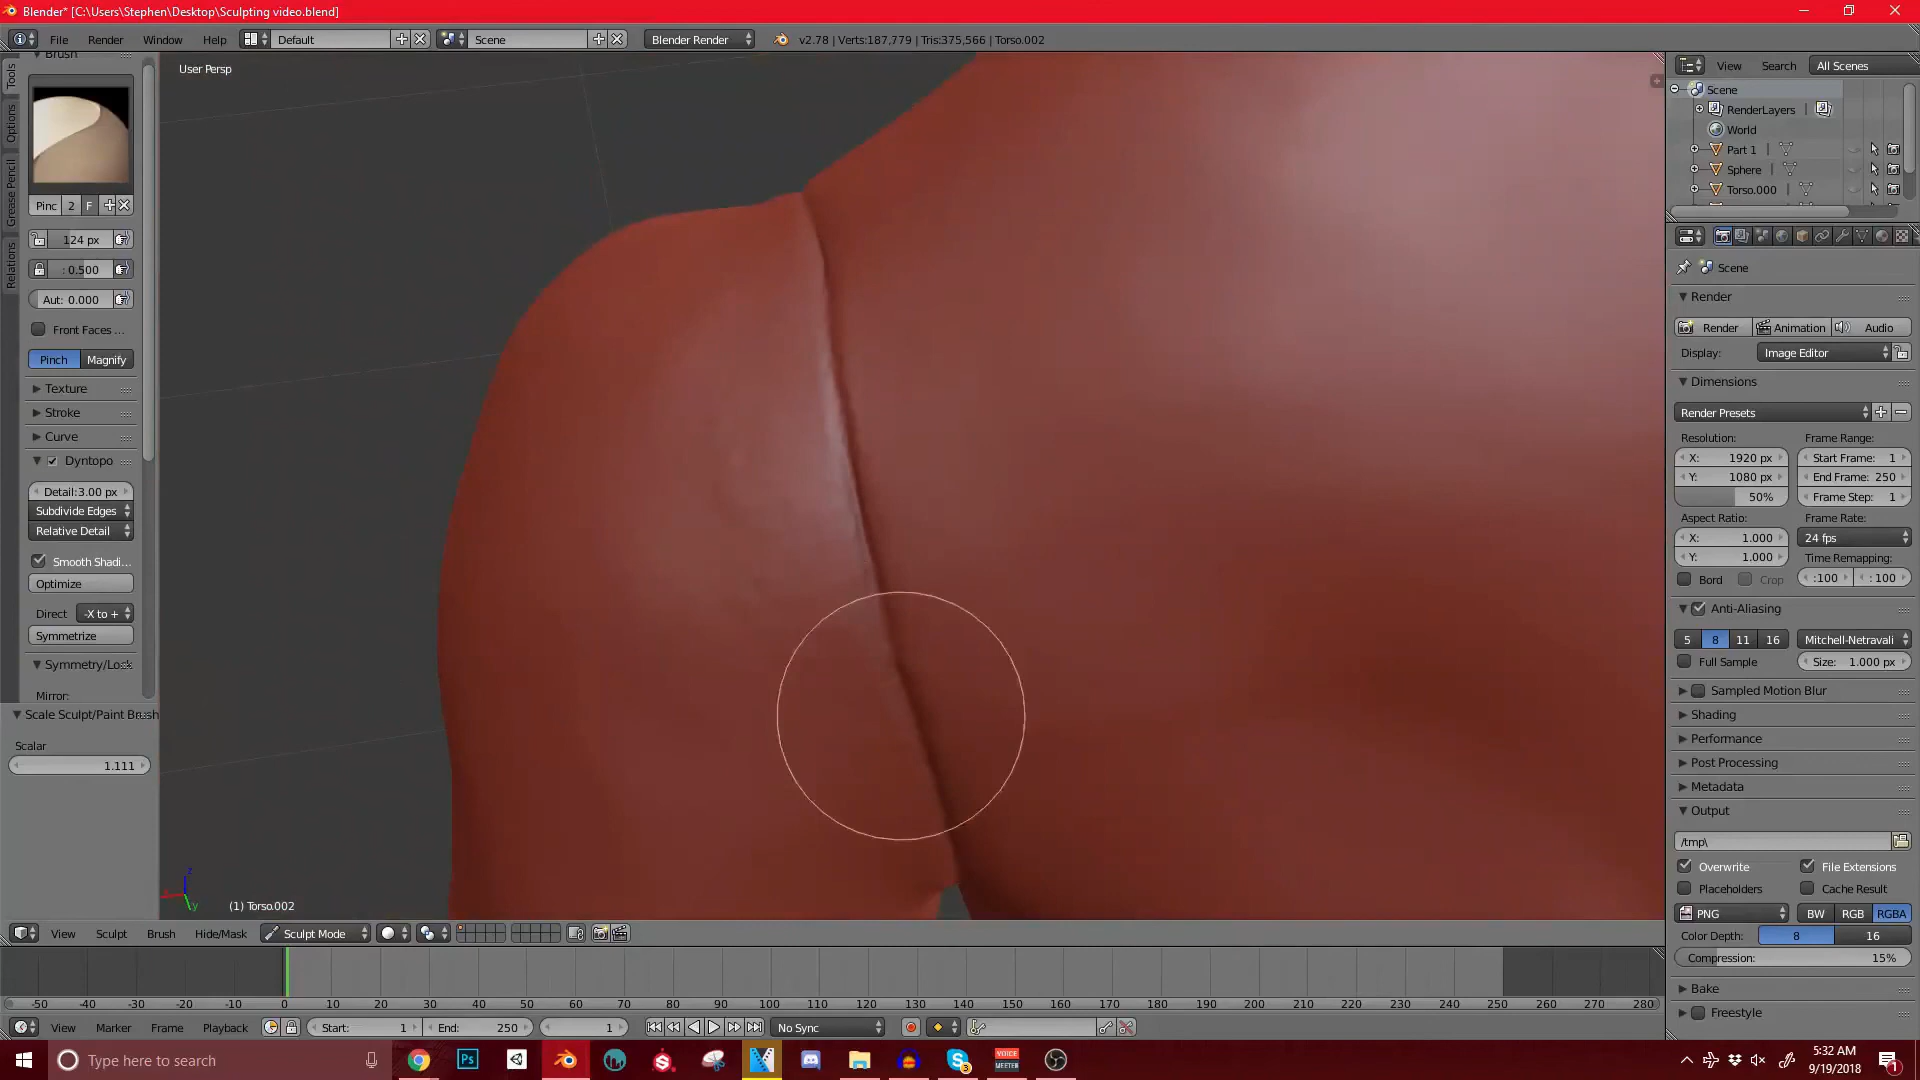 Blender* [C:\Users\Stephen\Desktop\Sculpting video.blend]
File Render Window Help Default Scene Blender Render v2.78 | Verts:187,779 | Tris:375,566 | Torso.002
Brush
Tools
Options
Grease Pencil
Relations
Pinc 2 F
124 px
: 0.500
Aut: 0.000
Front Faces ...
Pinch Magnify
Texture
Stroke
Curve
Dyntopo
Detail:3.00 px
Subdivide Edges
Relative Detail
Smooth Shadi...
Optimize
Direct -X to +
Symmetrize
Symmetry/Lock
Mirror:
Scale Sculpt/Paint Brush
Scalar
1.111
User Persp
z
y
(1) Torso.002
View Sculpt Brush Hide/Mask Sculpt Mode
-50 -40 -30 -20 -10 0 10 20 30 40 50 60 70 80 90 100 110 120 130 140 150 160 170 180 190 200 210 220 230 240 250 260 270 280
View Marker Frame Playback Start: 1 End: 250 1 No Sync
View Search All Scenes
Scene
RenderLayers |
World
Part 1 |
Sphere |
Torso.000 |
Scene
Render
Render Animation Audio
Display: Image Editor
Dimensions
Render Presets
Resolution: Frame Range:
X: 1920 px Start Frame: 1
Y: 1080 px End Frame: 250
50% Frame Step: 1
Aspect Ratio: Frame Rate:
X: 1.000 24 fps
Y: 1.000 Time Remapping:
Bord Crop :100 : 100
Anti-Aliasing
5 8 11 16 Mitchell-Netravali
Full Sample Size: 1.000 px
Sampled Motion Blur
Shading
Performance
Post Processing
Metadata
Output
/tmp\
Overwrite File Extensions
Placeholders Cache Result
PNG BW RGB RGBA
Color Depth: 8 16
Compression: 15%
Bake
Freestyle
Type here to search
Ps
VOICE MEETER
3
5:32 AM
9/19/2018
1